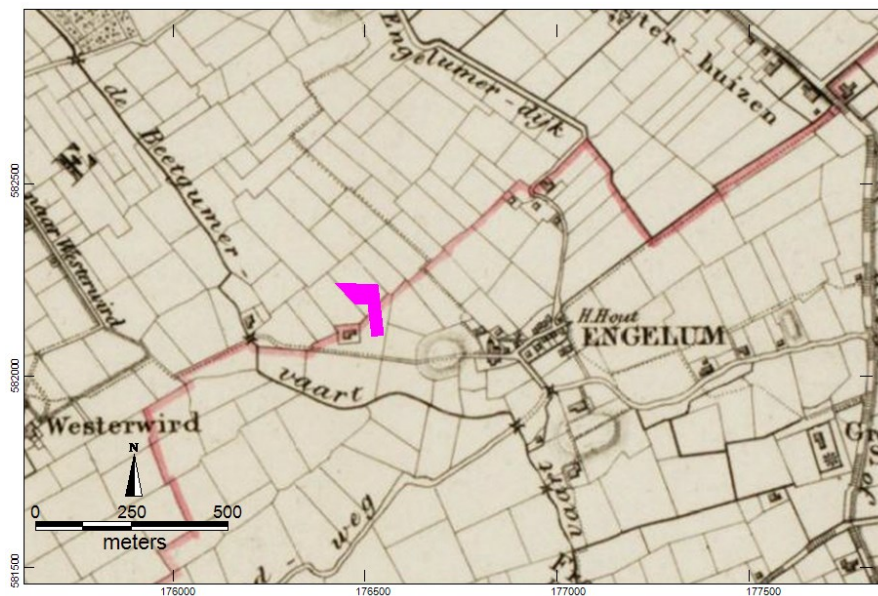 Engelumer-dijk
ter-huizen
de Beetgumer-
vaart
naar Westerwird
H. Hout
ENGELUM
Westerwird
Gr
vaart
d - weg
N
0 250 500
meters
582500
582000
581500
176000 176500 177000 177500